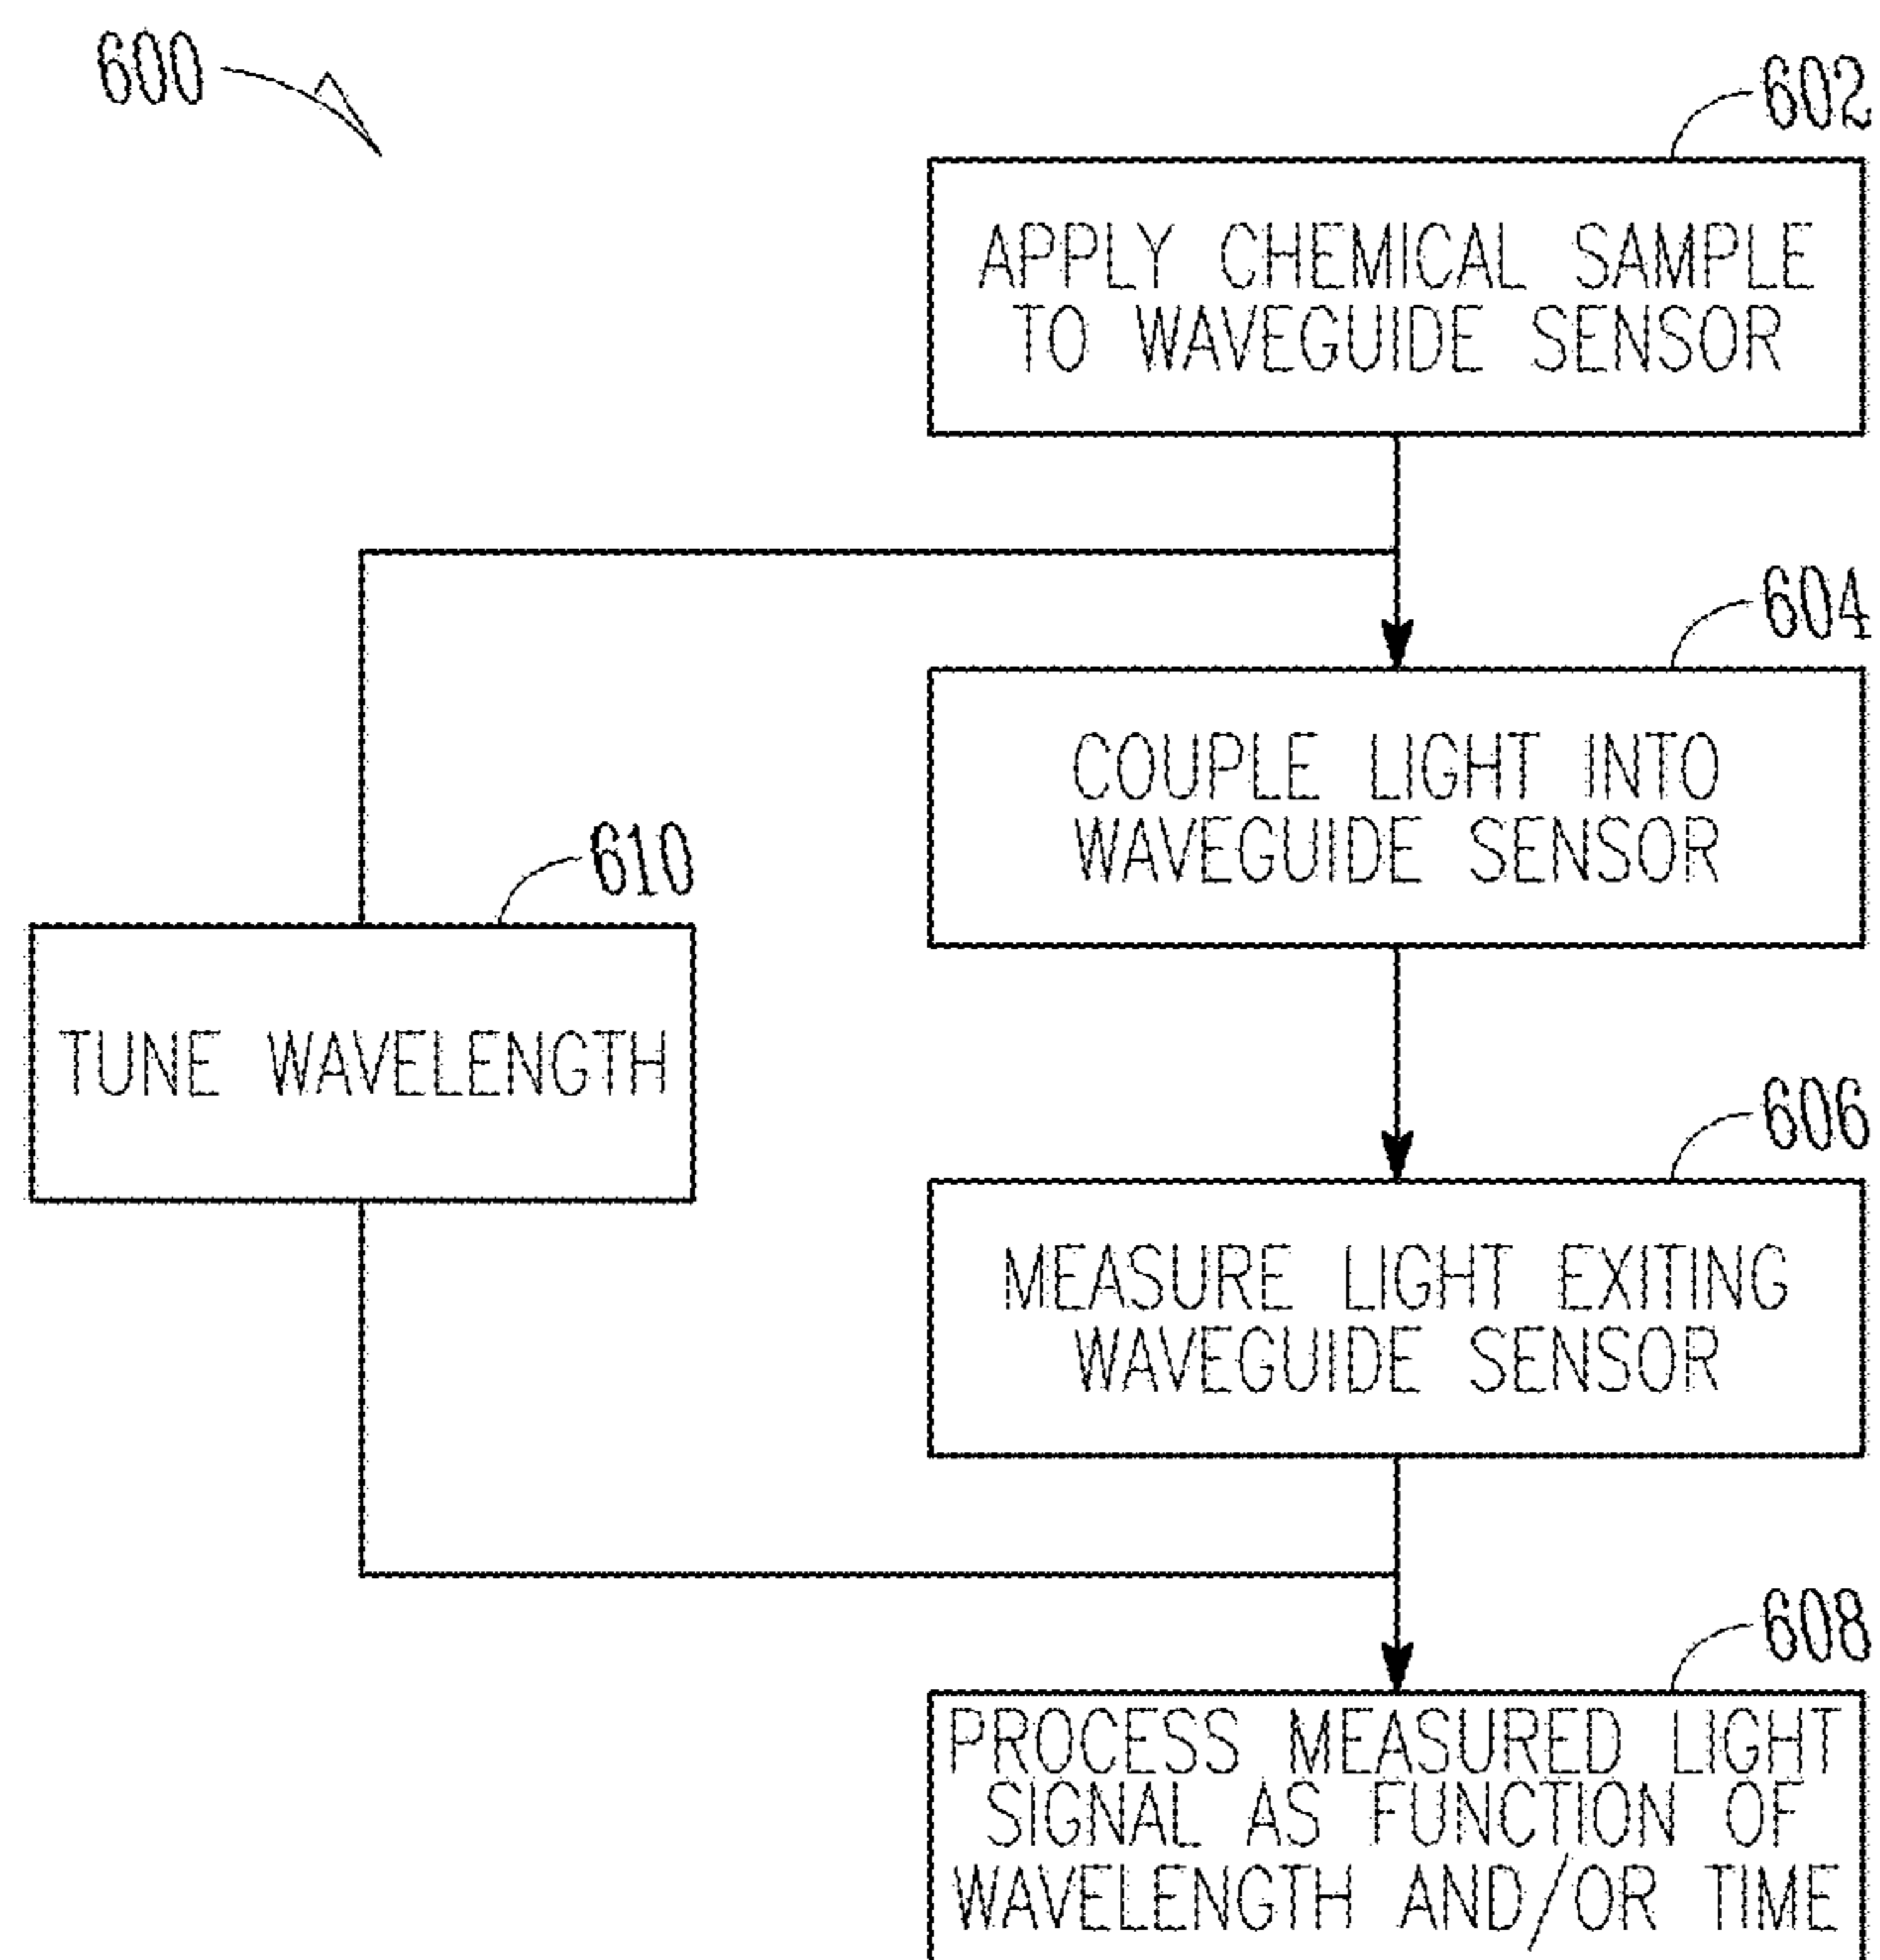 600
602
APPLY CHEMICAL SAMPLE
TO WAVEGUIDE SENSOR
604
COUPLE LIGHT INTO
WAVEGUIDE SENSOR
610
TUNE WAVELENGTH
606
MEASURE LIGHT EXITING
WAVEGUIDE SENSOR
608
PROCESS MEASURED LIGHT
SIGNAL AS FUNCTION OF
WAVELENGTH AND/OR TIME